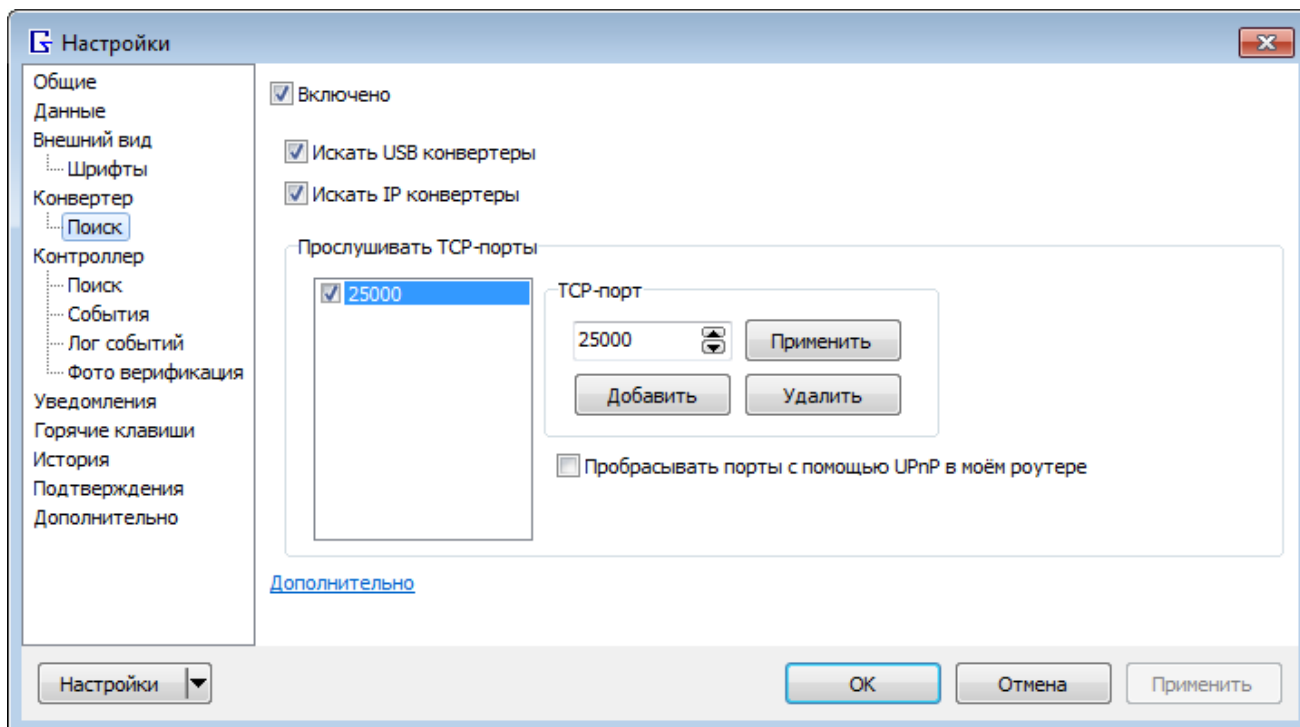 Настройки
Общие
Данные
Внешний вид
Шрифты
Конвертер
Поиск
Контроллер
Поиск
События
Лог событий
Фото верификация
Уведомления
Горячие клавиши
История
Подтверждения
Дополнительно
Включено
Искать USB конвертеры
Искать IP конвертеры
Прослушивать TCP-порты
25000
TCP-порт
25000
Применить
Добавить
Удалить
Пробрасывать порты с помощью UPnP в моём роутере
Дополнительно
Настройки
OK
Отмена
Применить